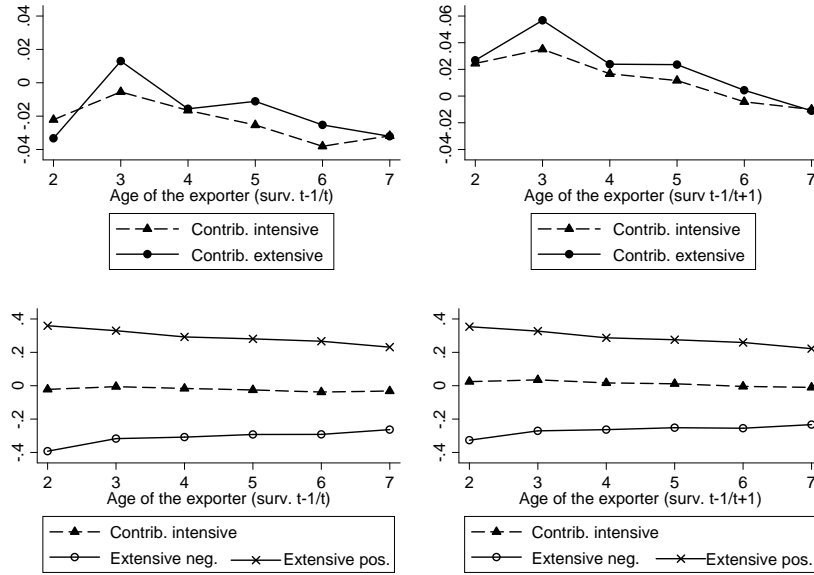 .04
.02
0
-.02
-.04
2 3 4 5 6 7
Age of the exporter (surv. t-1/t)
Contrib. intensive
Contrib. extensive
.06
.04
.02
0
-.02
-.04
2 3 4 5 6 7
Age of the exporter (surv t-1/t+1)
Contrib. intensive
Contrib. extensive
.4
.2
0
-.2
-.4
2 3 4 5 6 7
Age of the exporter (surv. t-1/t)
Contrib. intensive
Extensive neg. Extensive pos.
.4
.2
0
-.2
-.4
2 3 4 5 6 7
Age of the exporter (surv. t-1/t+1)
Contrib. intensive
Extensive neg. Extensive pos.